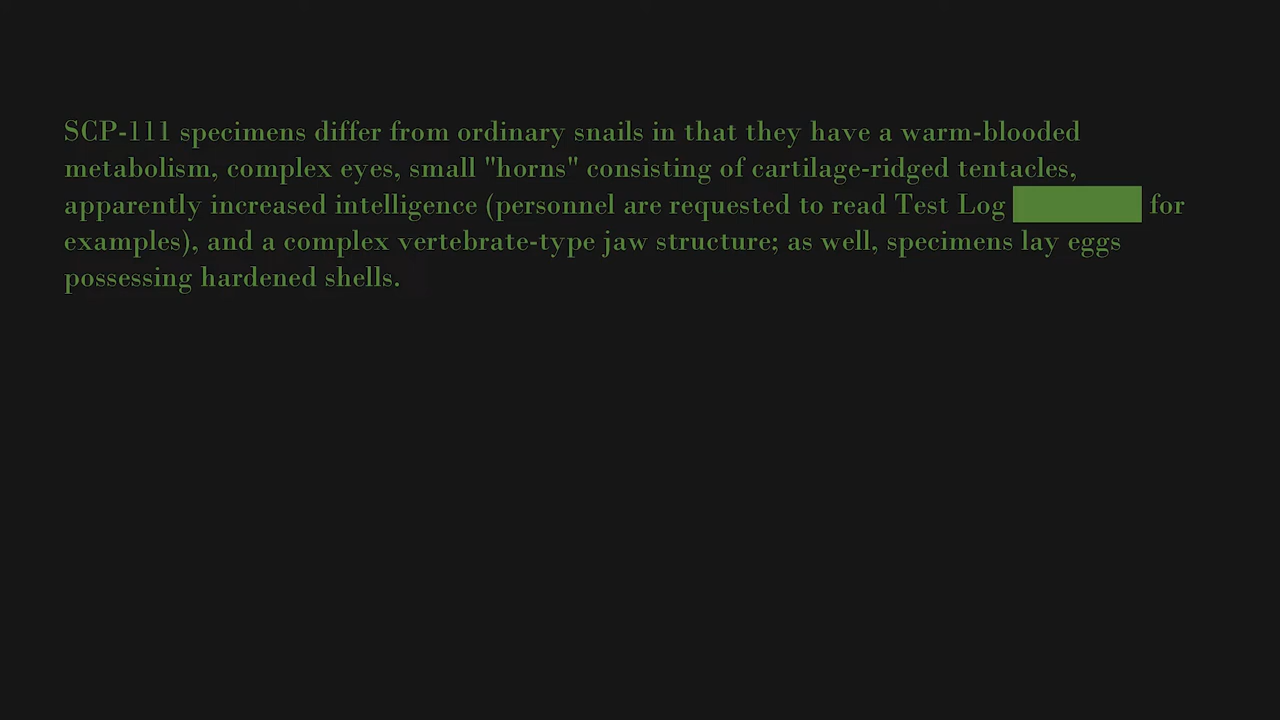 SCP-111 specimens differ from ordinary snails in that they have a warm-blooded
metabolism, complex eyes, small "horns" consisting of cartilage-ridged tentacles,
apparently increased intelligence (personnel are requested to read Test Log for
examples), and a complex vertebrate-type jaw structure; as well, specimens lay eggs
possessing hardened shells.